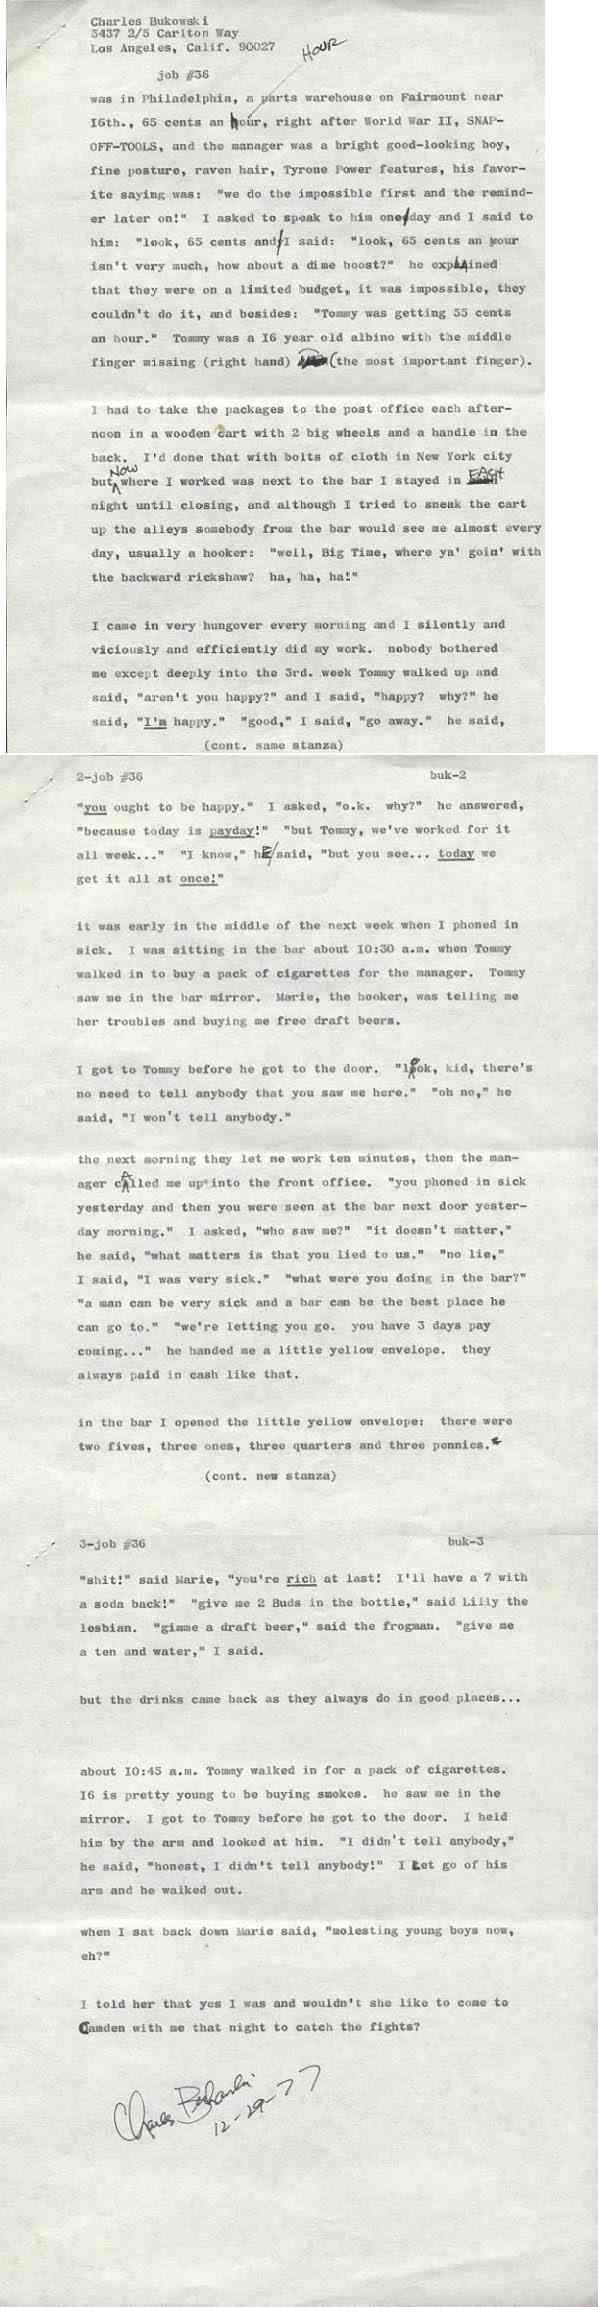 Charles Bukowski
5437 2/5 Carlton Way
Los Angeles, Calif. 90027
HOUR
job #36
was in Philadelphia, a parts warehouse on Fairmount near
16th., 65 cents an hour, right after World War II, SNAP-
OFF-TOOLS, and the manager was a bright good-looking boy,
fine posture, raven hair, Tyrone Power features, his favor-
ite saying was: "we do the impossible first and the remind-
er later on!" I asked to speak to him one/day and I said to
him: "look, 65 cents and/I said: "look, 65 cents an hour
isn't very much, how about a dime boost?" he explained
that they were on a limited budget, it was impossible, they
couldn't do it, and besides: "Tommy was getting 55 cents
an hour." Tommy was a 16 year old albino with the middle
finger missing (right hand) (the most important finger).
I had to take the packages to the post office each after-
noon in a wooden cart with 2 big wheels and a handle in the
back. I'd done that with bolts of cloth in New York city
but NOW where I worked was next to the bar I stayed in EACH
night until closing, and although I tried to sneak the cart
up the alleys somebody from the bar would see me almost every
day, usually a hooker: "well, Big Time, where ya' goin' with
the backward rickshaw? ha, ha, ha!"
I came in very hungover every morning and I silently and
viciously and efficiently did my work. nobody bothered
me except deeply into the 3rd. week Tommy walked up and
said, "aren't you happy?" and I said, "happy? why?" he
said, "I'm happy." "good," I said, "go away." he said,
(cont. same stanza)
2-job #36 buk-2
"you ought to be happy." I asked, "o.k. why?" he answered,
"because today is payday!" "but Tommy, we've worked for it
all week..." "I know," hE/said, "but you see... today we
get it all at once!"
it was early in the middle of the next week when I phoned in
sick. I was sitting in the bar about 10:30 a.m. when Tommy
walked in to buy a pack of cigarettes for the manager. Tommy
saw me in the bar mirror. Marie, the hooker, was telling me
her troubles and buying me free draft beers.
I got to Tommy before he got to the door. "look, kid, there's
no need to tell anybody that you saw me here." "oh no," he
said, "I won't tell anybody."
the next morning they let me work ten minutes, then the man-
ager cAlled me up into the front office. "you phoned in sick
yesterday and then you were seen at the bar next door yester-
day morning." I asked, "who saw me?" "it doesn't matter,"
he said, "what matters is that you lied to us." "no lie,"
I said, "I was very sick." "what were you doing in the bar?"
"a man can be very sick and a bar can be the best place he
can go to." "we're letting you go. you have 3 days pay
coming..." he handed me a little yellow envelope. they
always paid in cash like that.
in the bar I opened the little yellow envelope: there were
two fives, three ones, three quarters and three pennies.
(cont. new stanza)
3-job #36 buk-3
"shit!" said Marie, "you're rich at last! I'll have a 7 with
a soda back!" "give me 2 Buds in the bottle," said Lilly the
lesbian. "gimme a draft beer," said the frogman. "give me
a ten and water," I said.
but the drinks came back as they always do in good places...
about 10:45 a.m. Tommy walked in for a pack of cigarettes.
16 is pretty young to be buying smokes. he saw me in the
mirror. I got to Tommy before he got to the door. I held
him by the arm and looked at him. "I didn't tell anybody,"
he said, "honest, I didn't tell anybody!" I Let go of his
arm and he walked out.
when I sat back down Marie said, "molesting young boys now,
eh?"
I told her that yes I was and wouldn't she like to come to
Camden with me that night to catch the fights?
Charles Bukowski
12-29-77